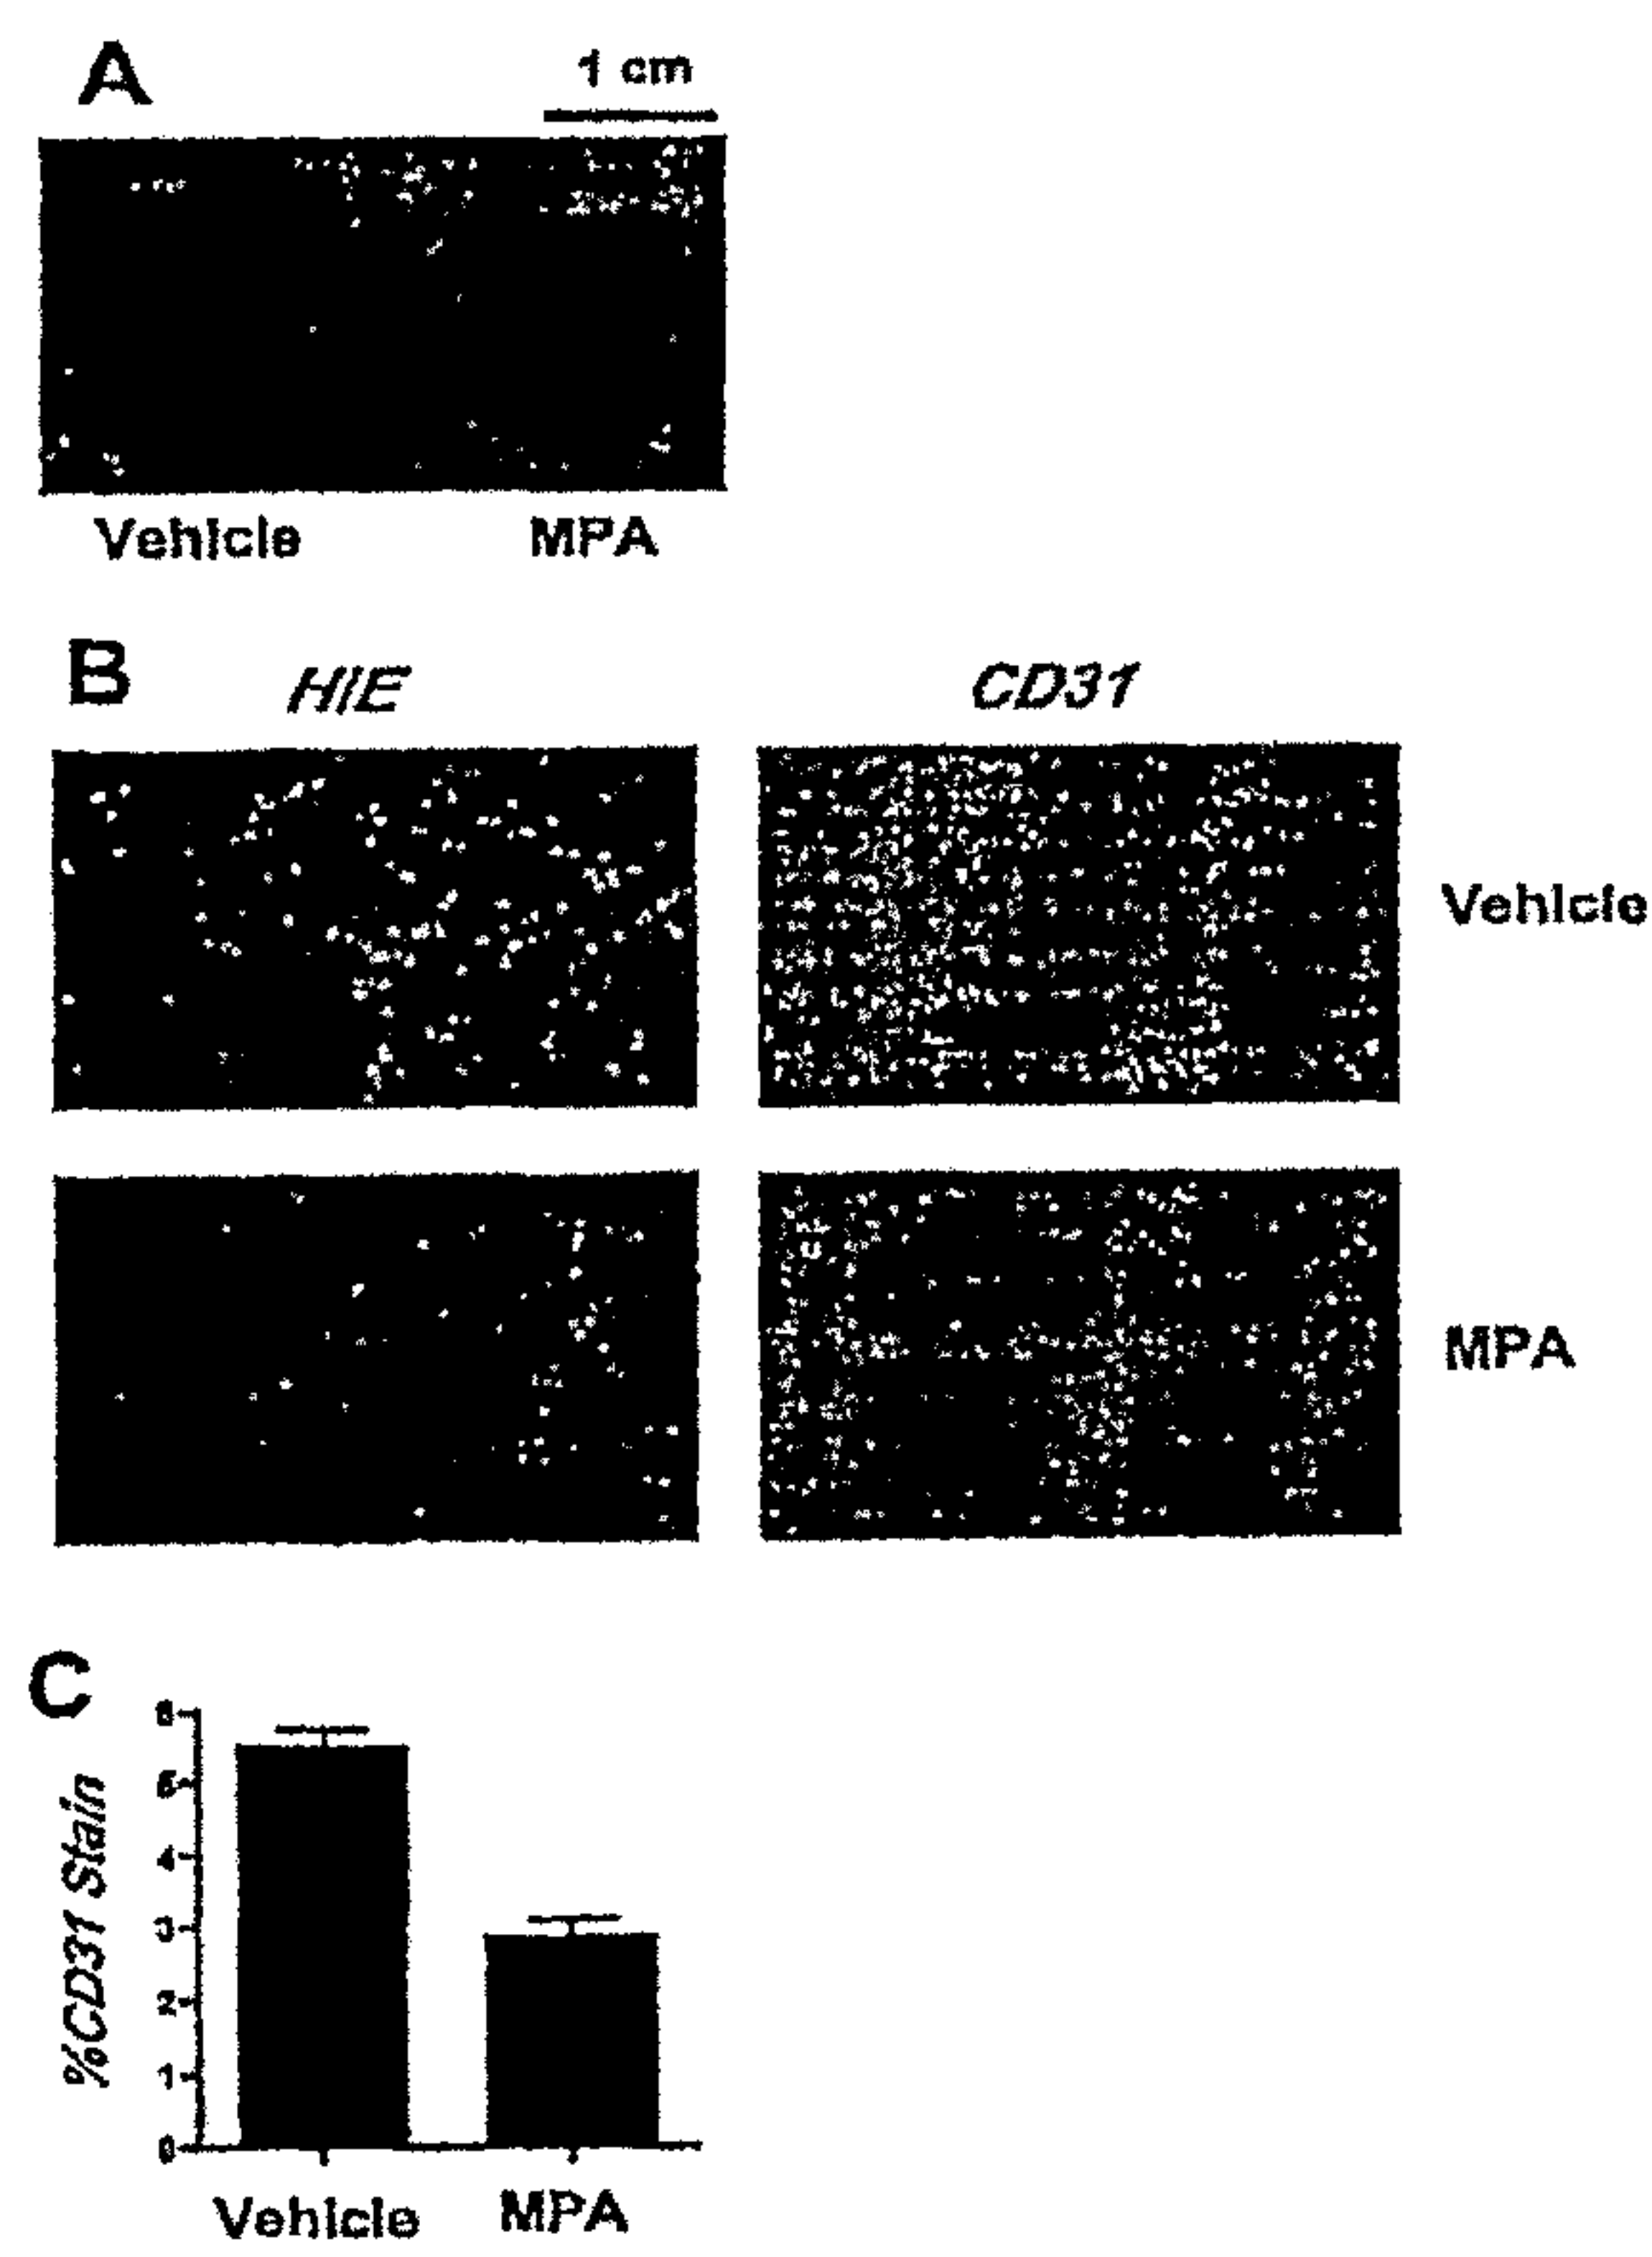 A
1 cm
Vehicle
MPA
B
H/E
CD31
Vehicle
MPA
C
%CD31 Stain
6
5
4
3
2
1
0
Vehicle
MPA